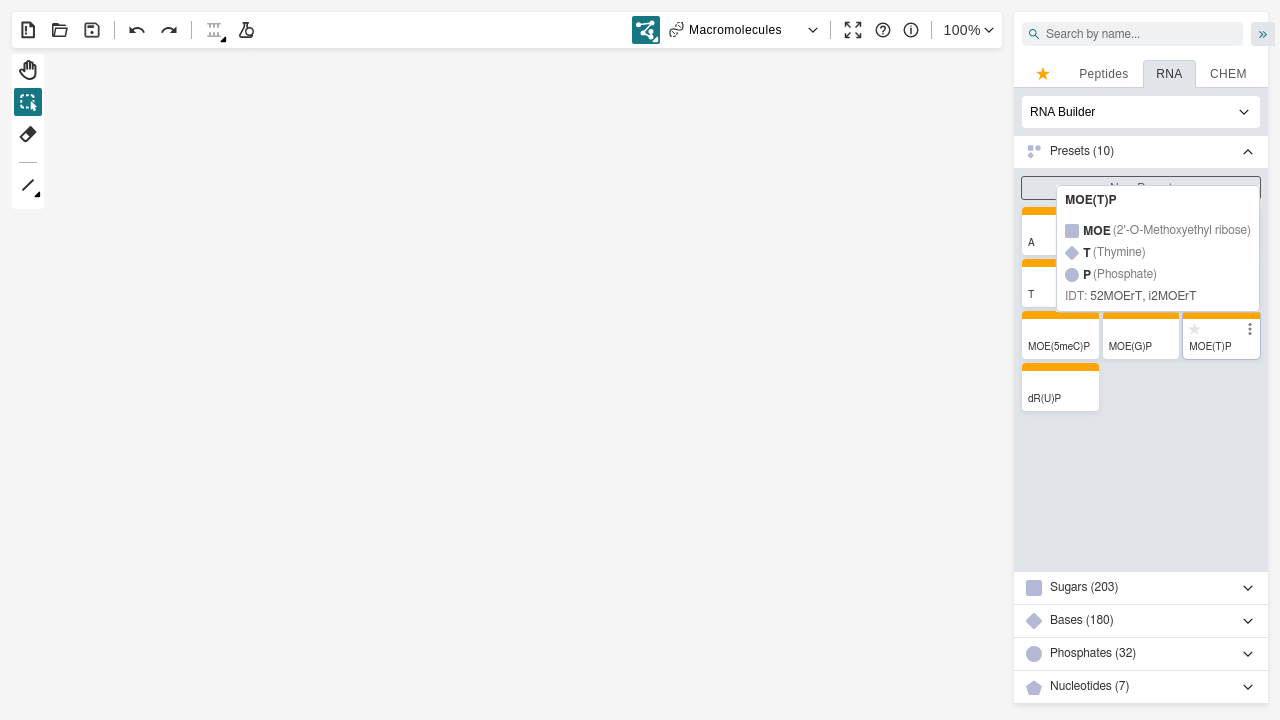 Macromolecules
100%
Search by name...
Peptides
RNA
CHEM
RNA Builder
Presets (10)
MOE(T)P
MOE (2'-O-Methoxyethyl ribose)
T (Thymine)
P (Phosphate)
IDT: 52MOErT, i2MOErT
A
T
MOE(5meC)P
MOE(G)P
MOE(T)P
dR(U)P
Sugars (203)
Bases (180)
Phosphates (32)
Nucleotides (7)